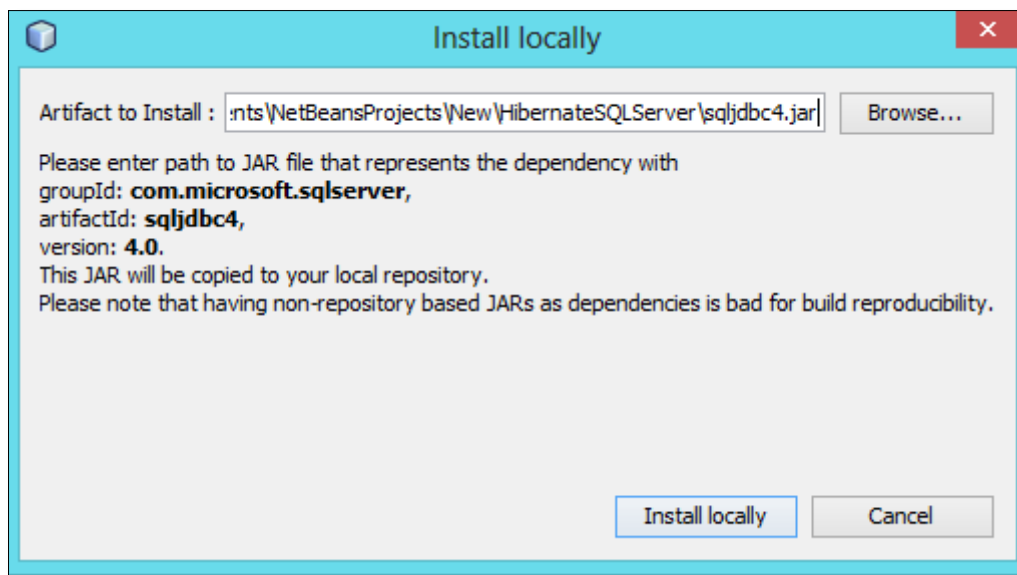 Install locally
Artifact to Install : :nts\NetBeansProjects\New\HibernateSQLServer\sqljdbc4.jar Browse...
Please enter path to JAR file that represents the dependency with
groupId: com.microsoft.sqlserver,
artifactId: sqljdbc4,
version: 4.0.
This JAR will be copied to your local repository.
Please note that having non-repository based JARs as dependencies is bad for build reproducibility.
Install locally Cancel